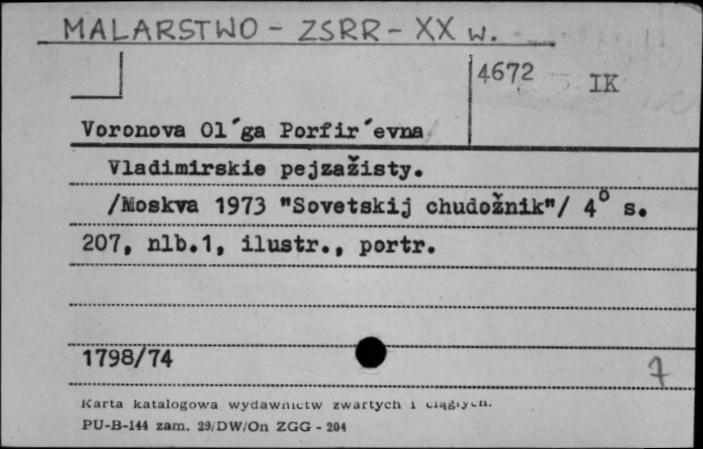 MALARSTWO - ZSRR - XX w.
4672 IK
Voronova Ol´ga Porfir´evna
Vladimirskie pejzažisty.
/Moskva 1973 "Sovetskij chudožnik"/ 4° s.
207, nlb.1, ilustr., portr.
1798/74
7
Karta katalogowa wydawnictw zwartych i ciągłych.
PU-B-144 zam. 29/DW/On ZGG - 204